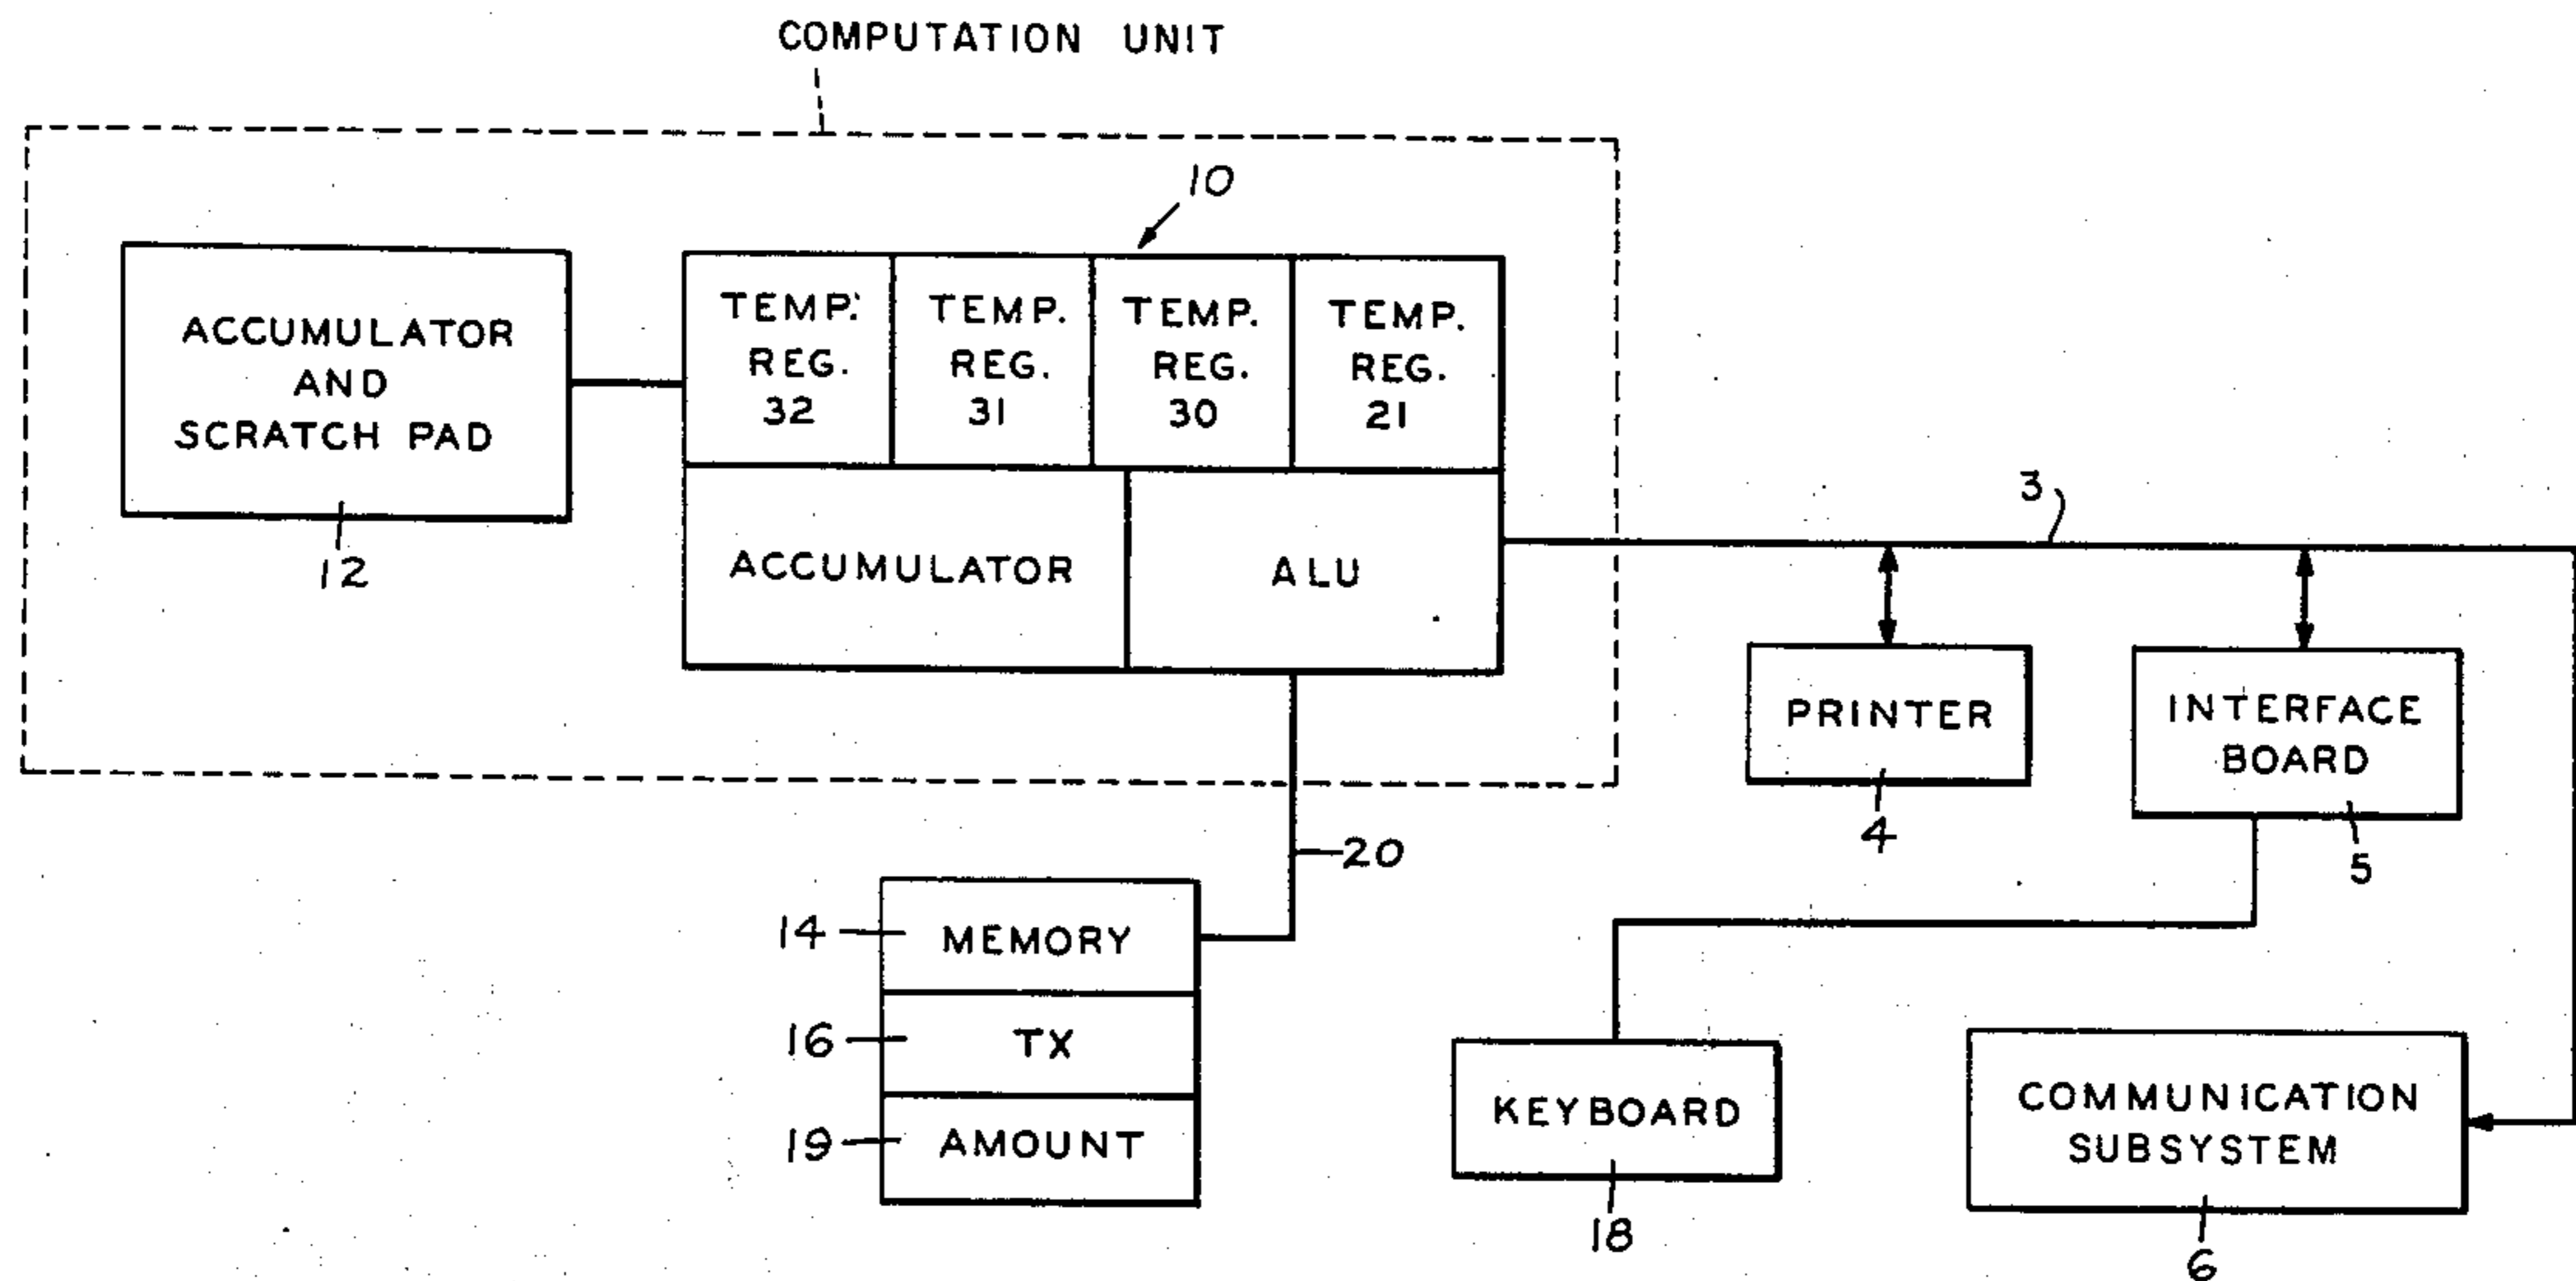 COMPUTATION UNIT
10
ACCUMULATOR
AND
SCRATCH PAD
12
TEMP.
REG.
32
TEMP.
REG.
31
TEMP.
REG.
30
TEMP.
REG.
21
ACCUMULATOR
ALU
3
PRINTER
4
INTERFACE
BOARD
5
20
14
MEMORY
16
TX
19
AMOUNT
KEYBOARD
18
COMMUNICATION
SUBSYSTEM
6